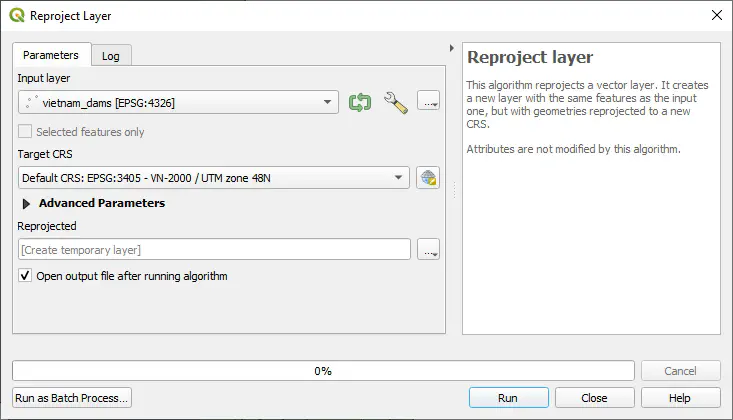 Reproject Layer
Parameters
Log
Input layer
vietnam_dams [EPSG:4326]
...
Selected features only
Target CRS
Default CRS: EPSG:3405 - VN-2000 / UTM zone 48N
Advanced Parameters
Reprojected
[Create temporary layer]
...
Open output file after running algorithm
Reproject layer
This algorithm reprojects a vector layer. It creates
a new layer with the same features as the input
one, but with geometries reprojected to a new
CRS.
Attributes are not modified by this algorithm.
0%
Cancel
Run as Batch Process...
Run
Close
Help